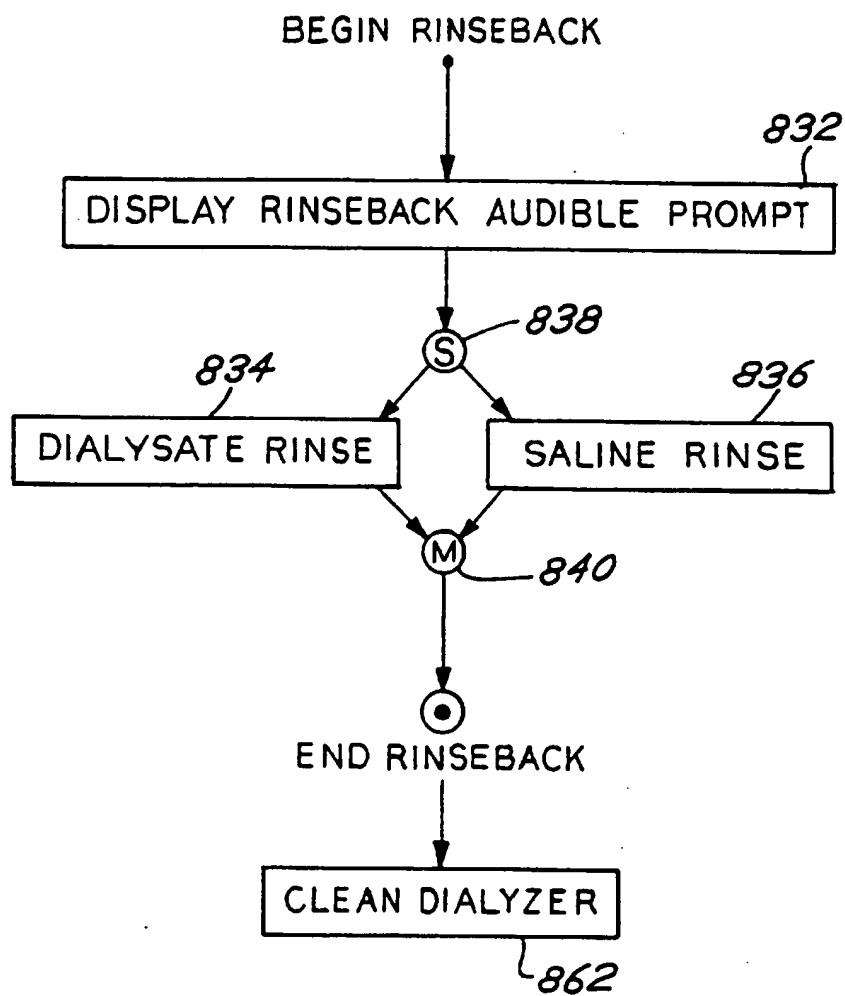 BEGIN RINSEBACK
832
DISPLAY RINSEBACK AUDIBLE PROMPT
S
838
834
836
DIALYSATE RINSE
SALINE RINSE
M
840
END RINSEBACK
CLEAN DIALYZER
862